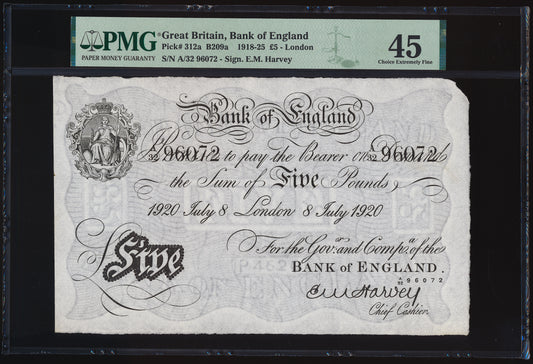 PMG
PAPER MONEY GUARANTY
Great Britain, Bank of England
Pick# 312a B209a 1918-25 £5 - London
S/N A/32 96072 - Sign. E.M. Harvey
45
Choice Extremely Fine
Bank of England
A/32 96072 to pay the Bearer on A/32 96072
the Sum of Five Pounds
1920 July 8 London 8 July 1920
For the Gov.r and Comp.a of the
Five
BANK of ENGLAND.
A/32 96072
E M Harvey
Chief Cashier.